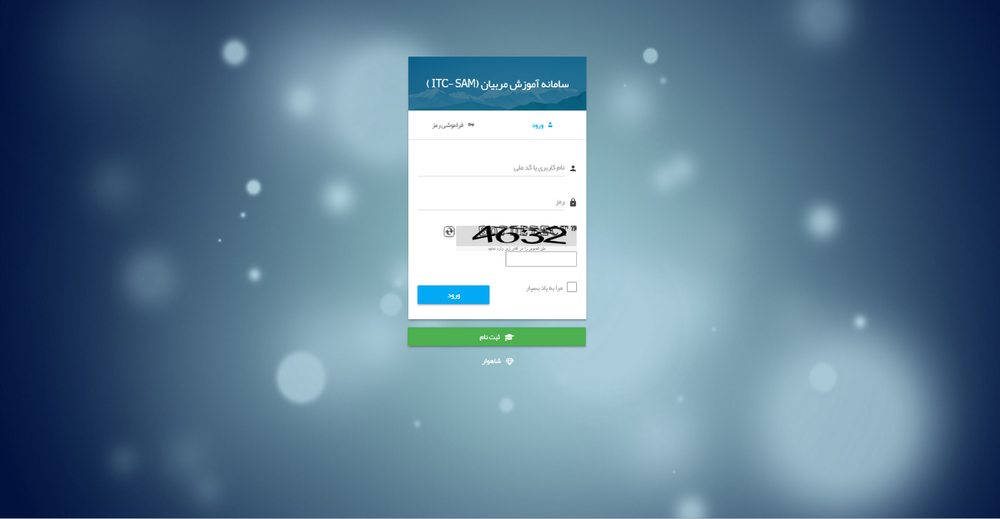 سامانه آموزش مربیان (ITC- SAM )
ورود
فراموشی رمز
نام کاربری یا کد ملی
رمز
4632
متن تصویر را در کادر زیر وارد نمایید
مرا به یاد بسپار
ورود
ثبت نام
شاهوار